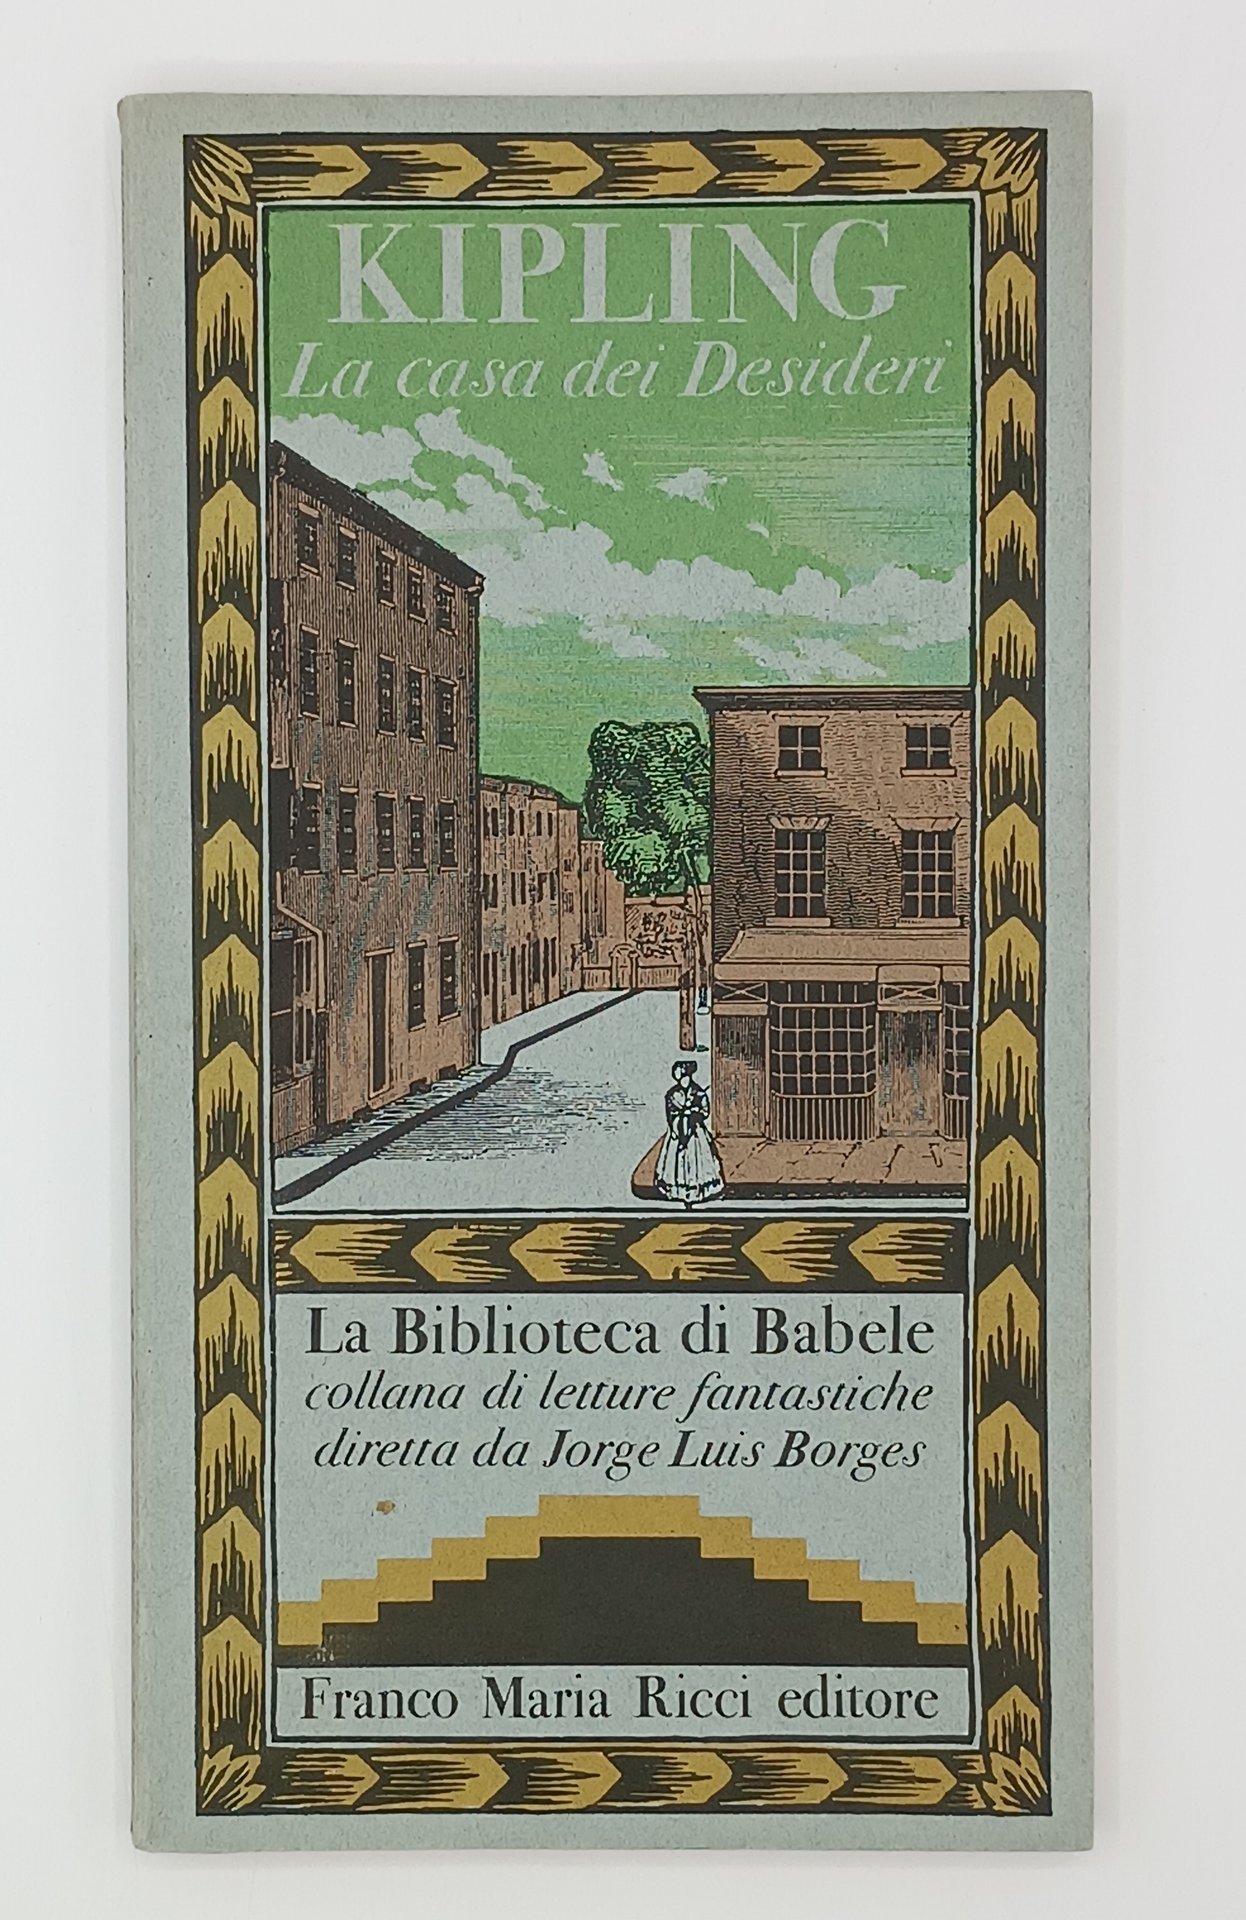 KIPLING
La casa dei Desideri
La Biblioteca di Babele
collana di letture fantastiche
diretta da Jorge Luis Borges
Franco Maria Ricci editore